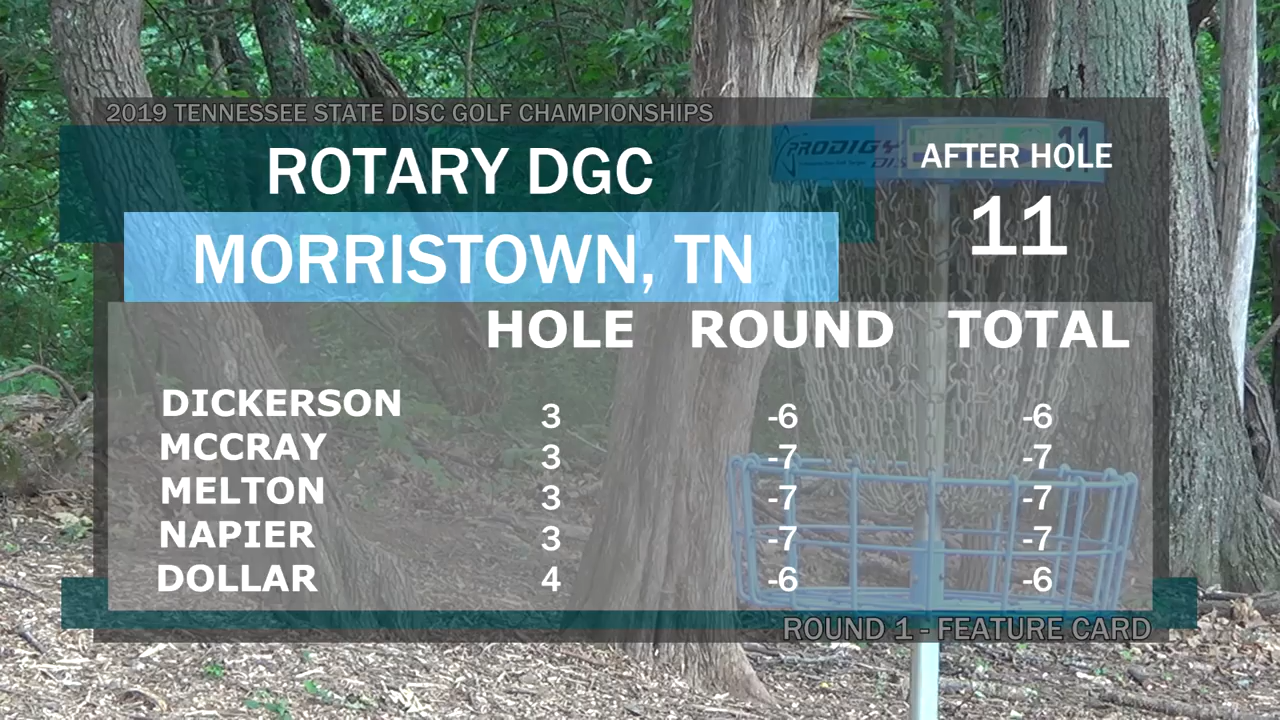 2019 TENNESSEE STATE DISC GOLF CHAMPIONSHIPS
ROTARY DGC
MORRISTOWN, TN
PRODIGY
11
AFTER HOLE
11
HOLE ROUND TOTAL
DICKERSON 3 -6 -6
MCCRAY 3 -7 -7
MELTON 3 -7 -7
NAPIER 3 -7 -7
DOLLAR 4 -6 -6
ROUND 1 - FEATURE CARD